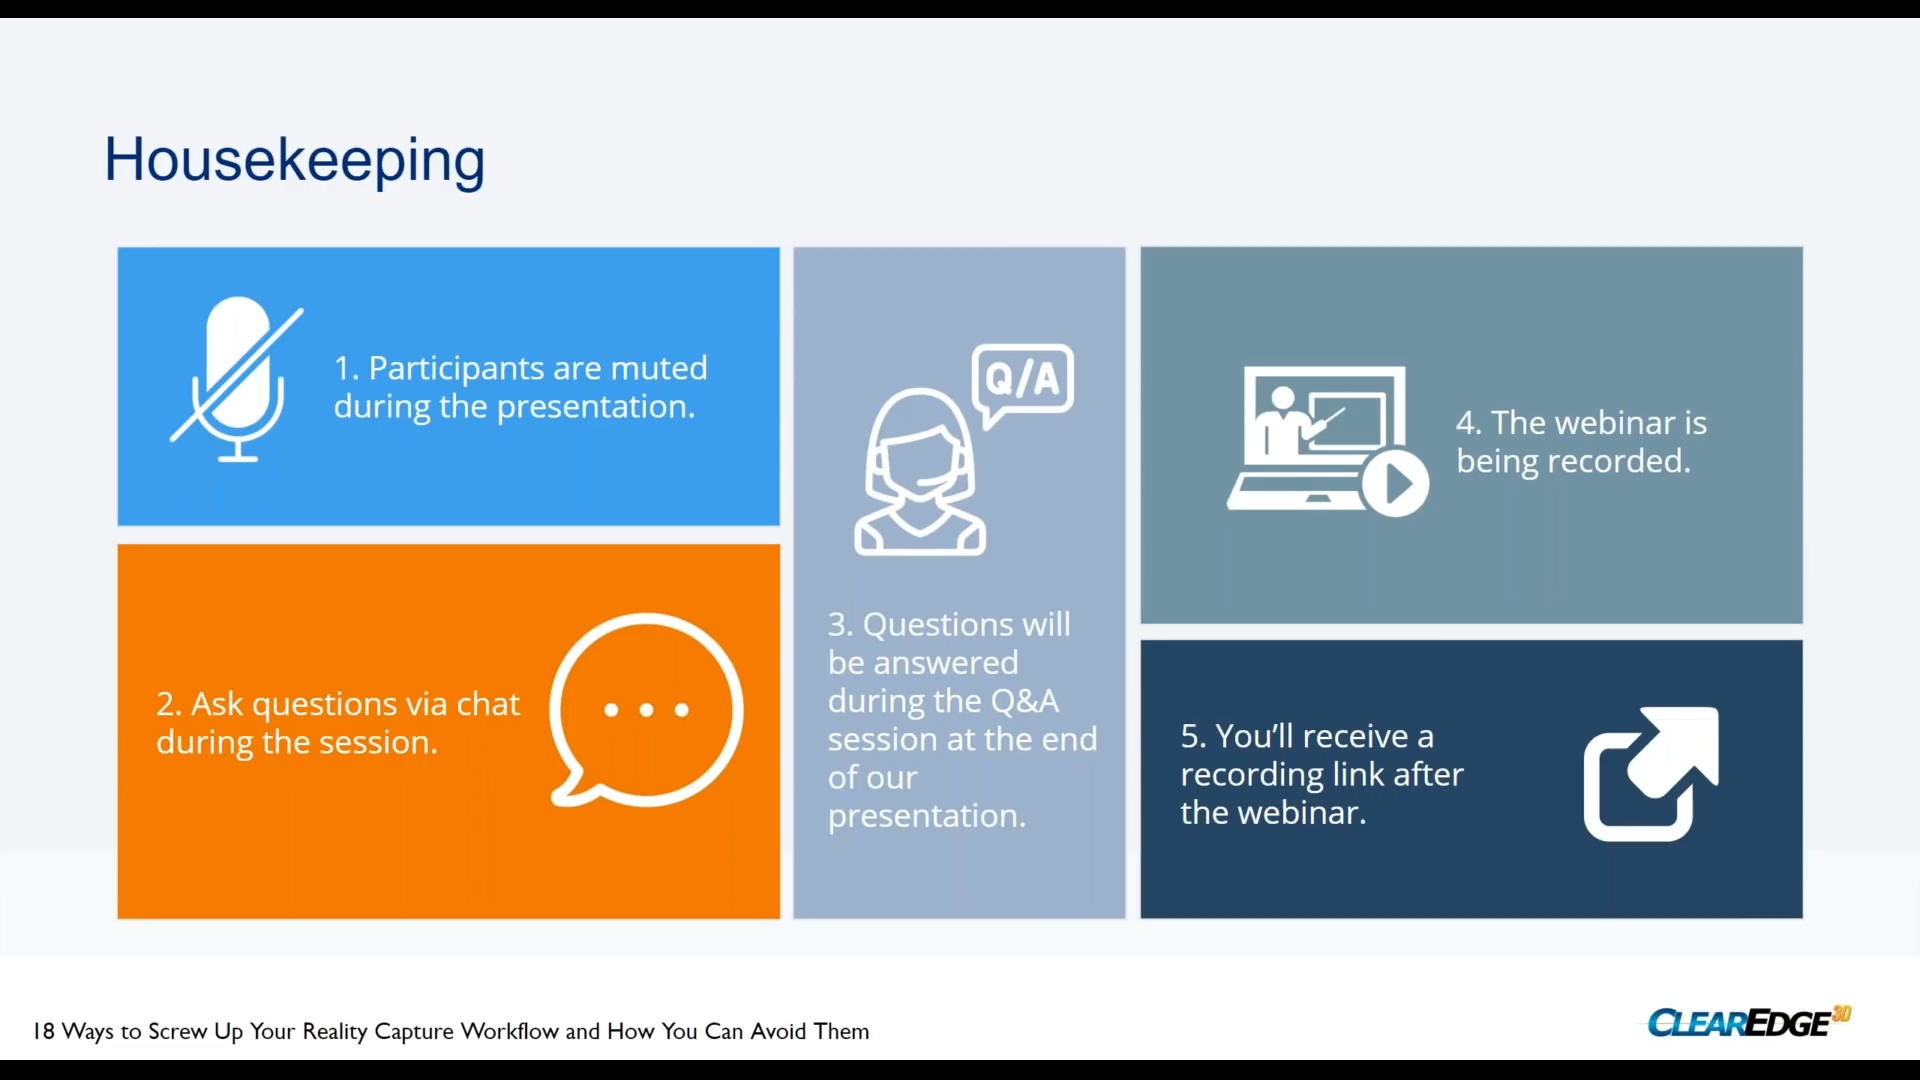 Housekeeping
1. Participants are muted
during the presentation.
2. Ask questions via chat
during the session.
Q/A
3. Questions will
be answered
during the Q&A
session at the end
of our
presentation.
4. The webinar is
being recorded.
5. You’ll receive a
recording link after
the webinar.
18 Ways to Screw Up Your Reality Capture Workflow and How You Can Avoid Them
CLEAREDGE3D